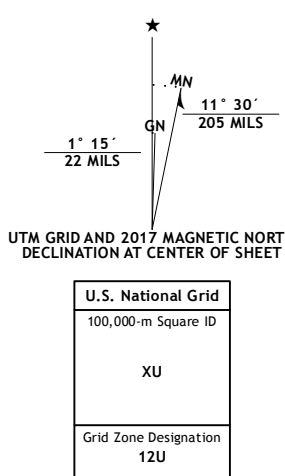 ★
MN
GN
11° 30´
205 MILS
1° 15´
22 MILS
UTM GRID AND 2017 MAGNETIC NORT
DECLINATION AT CENTER OF SHEET
U.S. National Grid
100,000-m Square ID
XU
Grid Zone Designation
12U